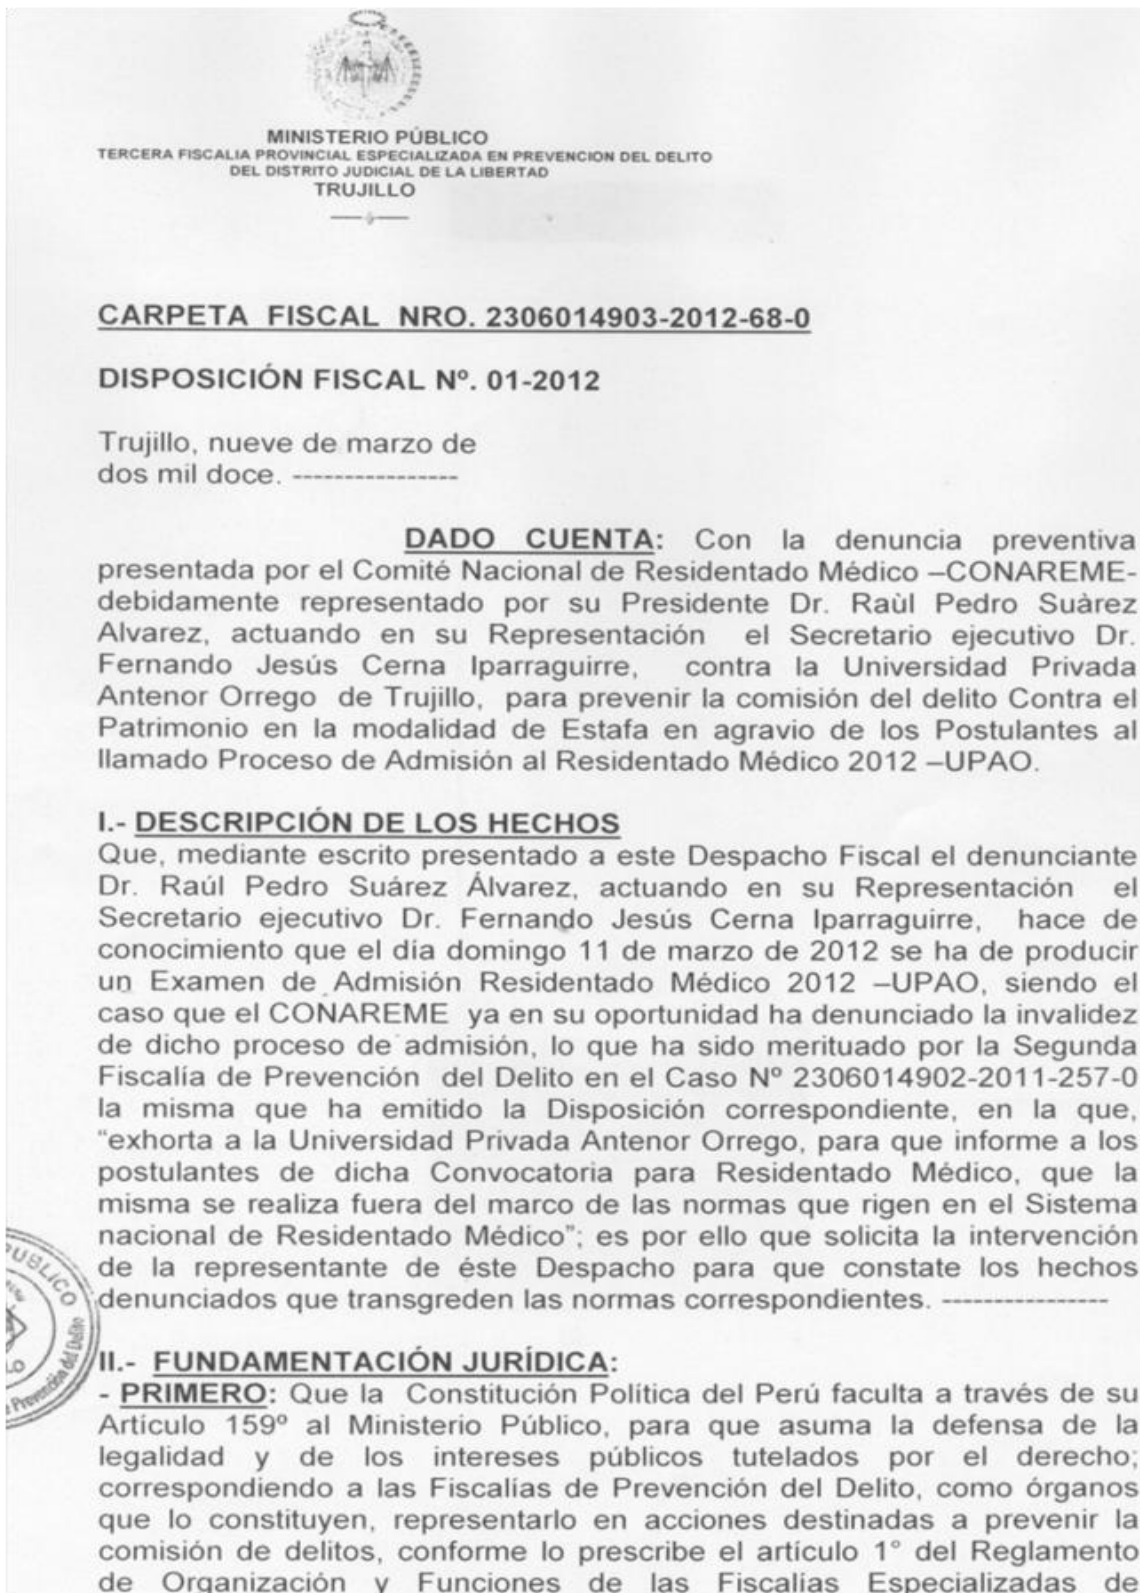 MINISTERIO PÚBLICO
TERCERA FISCALIA PROVINCIAL ESPECIALIZADA EN PREVENCION DEL DELITO
DEL DISTRITO JUDICIAL DE LA LIBERTAD
TRUJILLO
CARPETA FISCAL NRO. 2306014903-2012-68-0
DISPOSICIÓN FISCAL Nº. 01-2012
Trujillo, nueve de marzo de
dos mil doce. ----------------
DADO CUENTA: Con la denuncia preventiva
presentada por el Comité Nacional de Residentado Médico –CONAREME-
debidamente representado por su Presidente Dr. Raùl Pedro Suàrez
Alvarez, actuando en su Representación el Secretario ejecutivo Dr.
Fernando Jesús Cerna Iparraguirre, contra la Universidad Privada
Antenor Orrego de Trujillo, para prevenir la comisión del delito Contra el
Patrimonio en la modalidad de Estafa en agravio de los Postulantes al
llamado Proceso de Admisión al Residentado Médico 2012 –UPAO.
I.- DESCRIPCIÓN DE LOS HECHOS
Que, mediante escrito presentado a este Despacho Fiscal el denunciante
Dr. Raúl Pedro Suárez Álvarez, actuando en su Representación el
Secretario ejecutivo Dr. Fernando Jesús Cerna Iparraguirre, hace de
conocimiento que el día domingo 11 de marzo de 2012 se ha de producir
un Examen de Admisión Residentado Médico 2012 –UPAO, siendo el
caso que el CONAREME ya en su oportunidad ha denunciado la invalidez
de dicho proceso de admisión, lo que ha sido merituado por la Segunda
Fiscalía de Prevención del Delito en el Caso Nº 2306014902-2011-257-0
la misma que ha emitido la Disposición correspondiente, en la que,
“exhorta a la Universidad Privada Antenor Orrego, para que informe a los
postulantes de dicha Convocatoria para Residentado Médico, que la
misma se realiza fuera del marco de las normas que rigen en el Sistema
nacional de Residentado Médico”; es por ello que solicita la intervención
de la representante de éste Despacho para que constate los hechos
denunciados que transgreden las normas correspondientes. ----------------
PUBLICO
Prevención del Delito
II.- FUNDAMENTACIÓN JURÍDICA:
- PRIMERO: Que la Constitución Política del Perú faculta a través de su
Artículo 159º al Ministerio Público, para que asuma la defensa de la
legalidad y de los intereses públicos tutelados por el derecho;
correspondiendo a las Fiscalías de Prevención del Delito, como órganos
que lo constituyen, representarlo en acciones destinadas a prevenir la
comisión de delitos, conforme lo prescribe el artículo 1° del Reglamento
de Organización y Funciones de las Fiscalías Especializadas de